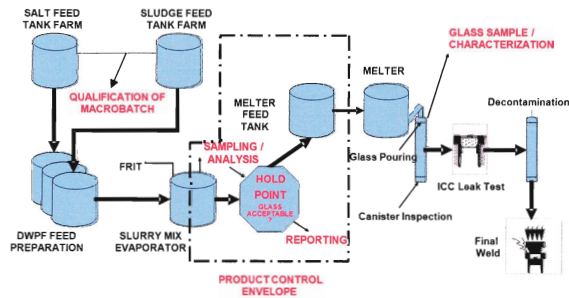 SALT FEED
TANK FARM
SLUDGE FEED
TANK FARM
GLASS SAMPLE /
CHARACTERIZATION
QUALIFICATION OF
MACROBATCH
MELTER
MELTER
FEED
TANK
Decontamination
SAMPLING /
ANALYSIS
Glass Pouring
FRIT
HOLD
POINT
GLASS
ACCEPTABLE
?
ICC Leak Test
Canister Inspection
REPORTING
DWPF FEED
PREPARATION
SLURRY MIX
EVAPORATOR
Final
Weld
PRODUCT CONTROL
ENVELOPE